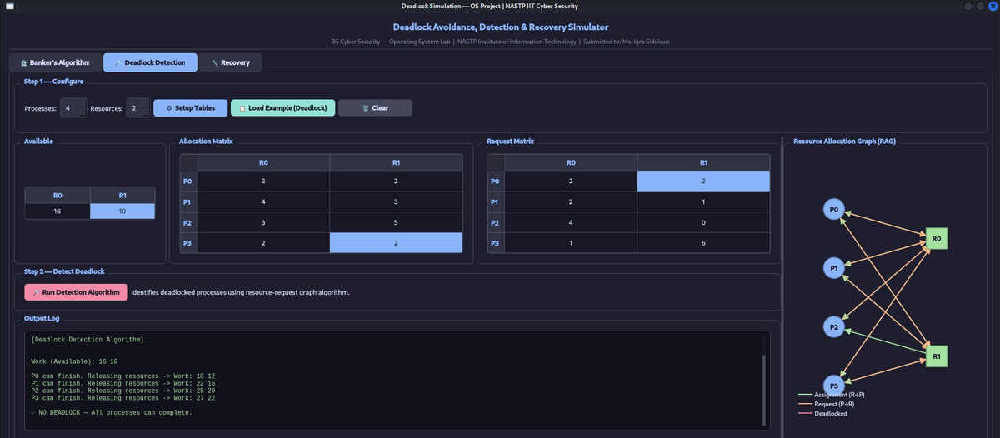 Deadlock Simulation — OS Project | NASTP IIT Cyber Security
Deadlock Avoidance, Detection & Recovery Simulator
BS Cyber Security — Operating System Lab | NASTP Institute of Information Technology | Submitted to: Ms. Iqra Siddique
Banker's Algorithm Deadlock Detection Recovery
Step 1 — Configure
Processes: 4 Resources: 2 Setup Tables Load Example (Deadlock) Clear
Available
R0 R1
16 10
Allocation Matrix
R0 R1
P0 2 2
P1 4 3
P2 3 5
P3 2 2
Request Matrix
R0 R1
P0 2 2
P1 2 1
P2 4 0
P3 1 6
Resource Allocation Graph (RAG)
P0
R0
P1
P2
R1
P3
Assignment (R→P)
Request (P→R)
Deadlocked
Step 2 — Detect Deadlock
Run Detection Algorithm Identifies deadlocked processes using resource-request graph algorithm.
Output Log
[Deadlock Detection Algorithm]
Work (Available): 16 10
P0 can finish. Releasing resources -> Work: 18 12
P1 can finish. Releasing resources -> Work: 22 15
P2 can finish. Releasing resources -> Work: 25 20
P3 can finish. Releasing resources -> Work: 27 22
✓ NO DEADLOCK — All processes can complete.